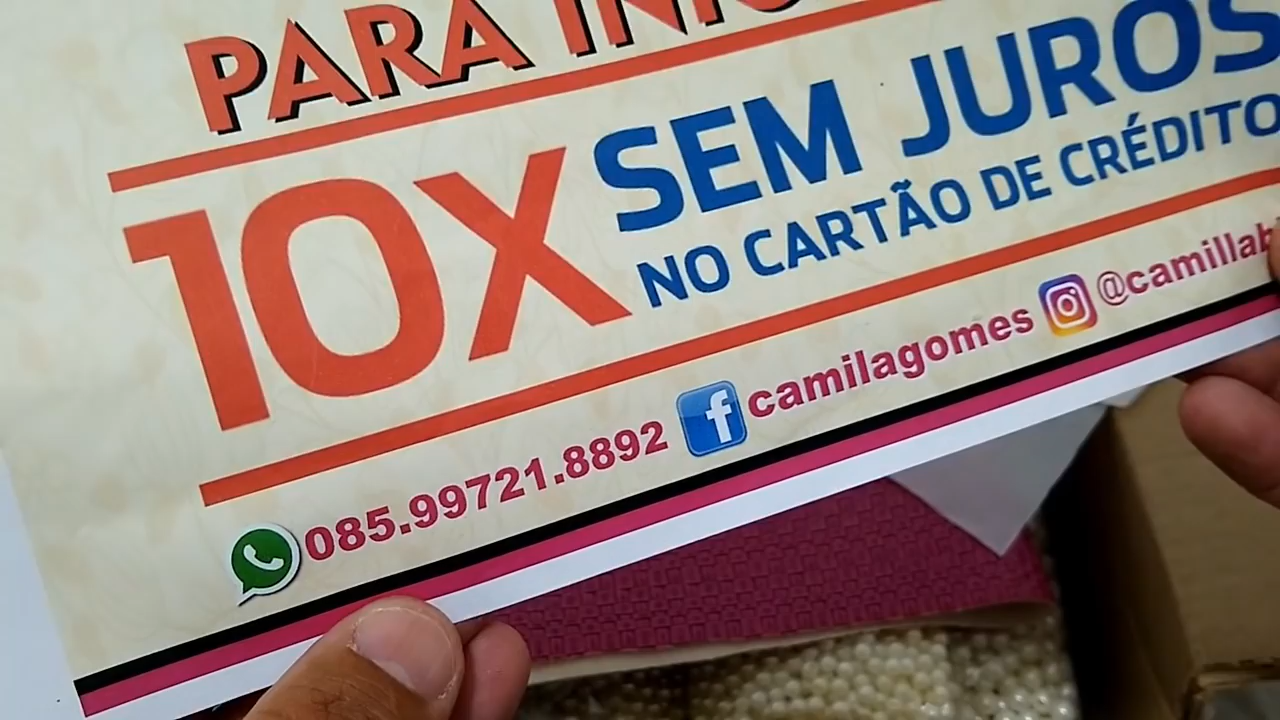 PARA
10X SEM JUROS
NO CARTÃO DE CRÉDITO
085.99721.8892 camilagomes